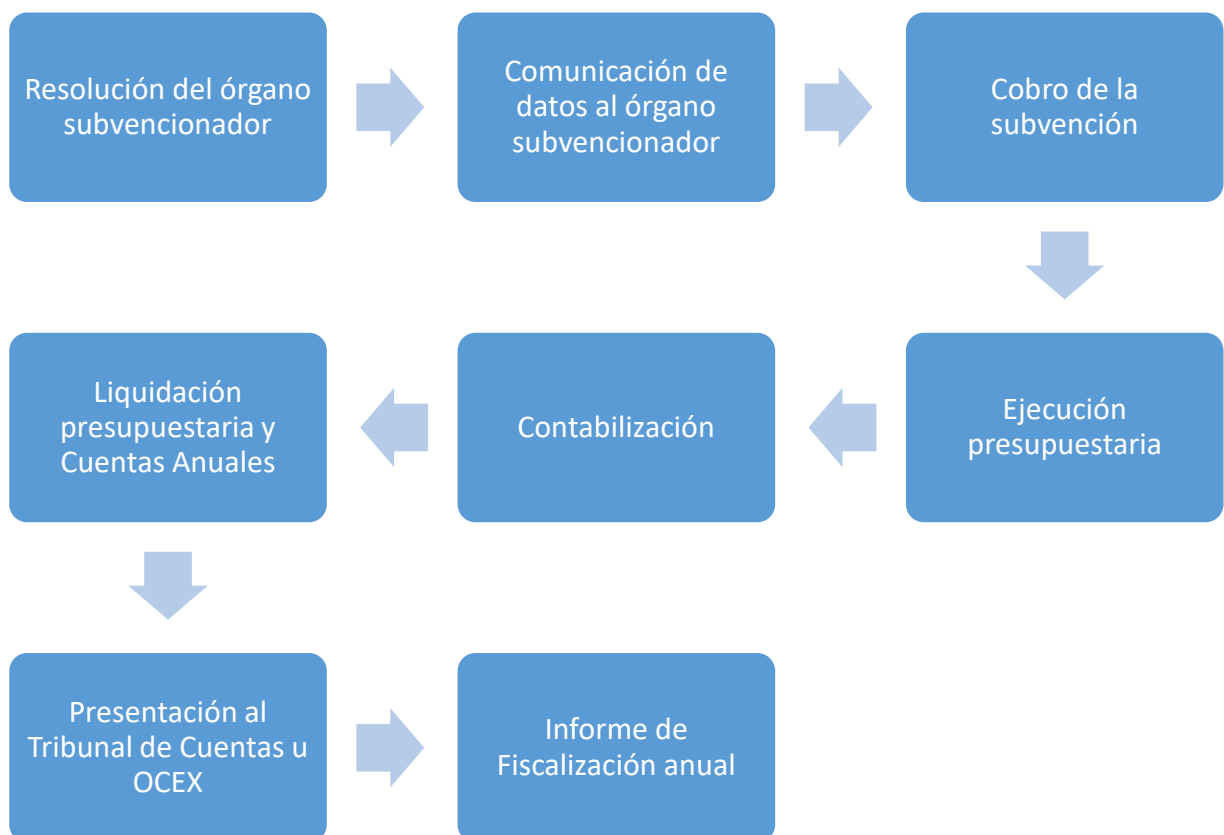 Resolución del órgano
subvencionador
Comunicación de
datos al órgano
subvencionador
Cobro de la
subvención
Ejecución
presupuestaria
Contabilización
Liquidación
presupuestaria y
Cuentas Anuales
Presentación al
Tribunal de Cuentas u
OCEX
Informe de
Fiscalización anual